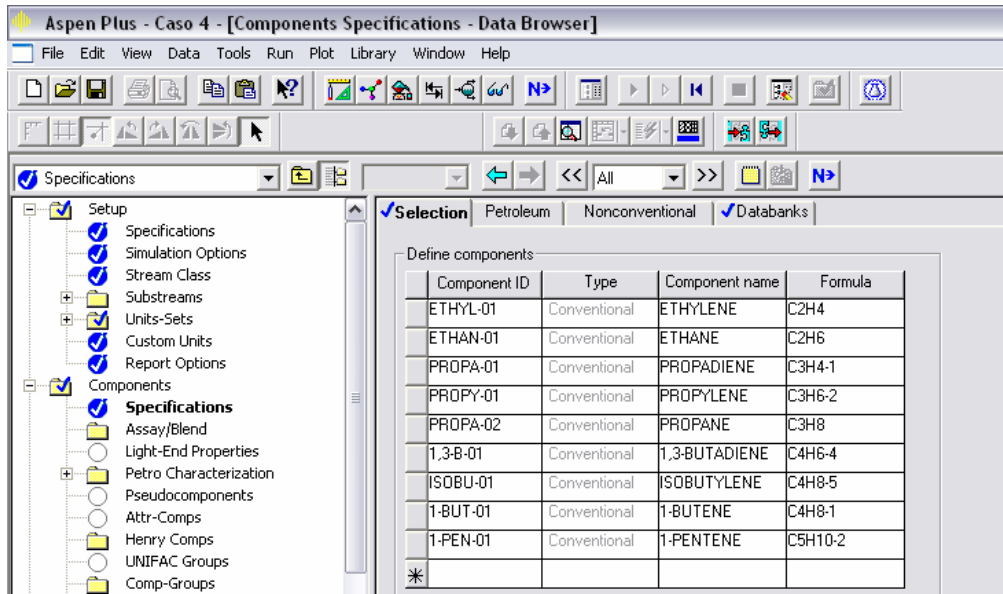 Aspen Plus - Caso 4 - [Components Specifications - Data Browser]
File Edit View Data Tools Run Plot Library Window Help
N
Specifications All N
Setup
Specifications
Simulation Options
Stream Class
Substreams
Units-Sets
Custom Units
Report Options
Components
Specifications
Assay/Blend
Light-End Properties
Petro Characterization
Pseudocomponents
Attr-Comps
Henry Comps
UNIFAC Groups
Comp-Groups
Selection Petroleum Nonconventional Databanks
Define components
Component ID Type Component name Formula
ETHYL-01 Conventional ETHYLENE C2H4
ETHAN-01 Conventional ETHANE C2H6
PROPA-01 Conventional PROPADIENE C3H4-1
PROPY-01 Conventional PROPYLENE C3H6-2
PROPA-02 Conventional PROPANE C3H8
1,3-B-01 Conventional 1,3-BUTADIENE C4H6-4
ISOBU-01 Conventional ISOBUTYLENE C4H8-5
1-BUT-01 Conventional 1-BUTENE C4H8-1
1-PEN-01 Conventional 1-PENTENE C5H10-2